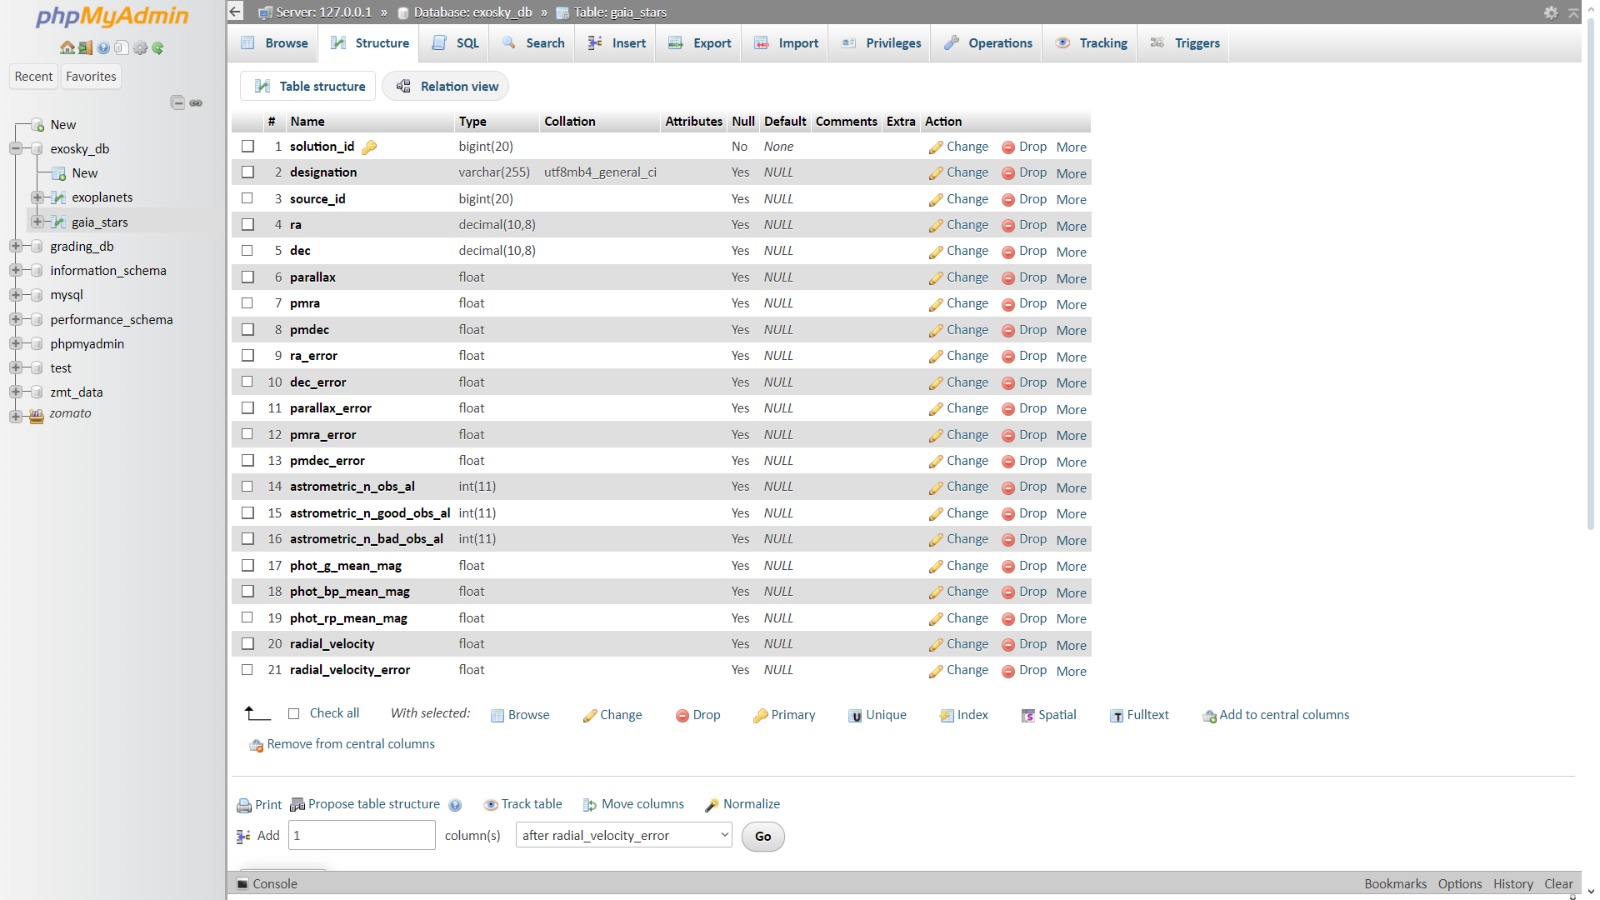 phpMyAdmin
Recent Favorites
New
exosky_db
New
exoplanets
gaia_stars
grading_db
information_schema
mysql
performance_schema
phpmyadmin
test
zmt_data
zomato
Server: 127.0.0.1 » Database: exosky_db » Table: gaia_stars
Browse Structure SQL Search Insert Export Import Privileges Operations Tracking Triggers
Table structure Relation view
# Name Type Collation Attributes Null Default Comments Extra Action
1 solution_id bigint(20) No None Change Drop More
2 designation varchar(255) utf8mb4_general_ci Yes NULL Change Drop More
3 source_id bigint(20) Yes NULL Change Drop More
4 ra decimal(10,8) Yes NULL Change Drop More
5 dec decimal(10,8) Yes NULL Change Drop More
6 parallax float Yes NULL Change Drop More
7 pmra float Yes NULL Change Drop More
8 pmdec float Yes NULL Change Drop More
9 ra_error float Yes NULL Change Drop More
10 dec_error float Yes NULL Change Drop More
11 parallax_error float Yes NULL Change Drop More
12 pmra_error float Yes NULL Change Drop More
13 pmdec_error float Yes NULL Change Drop More
14 astrometric_n_obs_al int(11) Yes NULL Change Drop More
15 astrometric_n_good_obs_al int(11) Yes NULL Change Drop More
16 astrometric_n_bad_obs_al int(11) Yes NULL Change Drop More
17 phot_g_mean_mag float Yes NULL Change Drop More
18 phot_bp_mean_mag float Yes NULL Change Drop More
19 phot_rp_mean_mag float Yes NULL Change Drop More
20 radial_velocity float Yes NULL Change Drop More
21 radial_velocity_error float Yes NULL Change Drop More
Check all With selected: Browse Change Drop Primary Unique Index Spatial Fulltext Add to central columns
Remove from central columns
Print Propose table structure Track table Move columns Normalize
Add 1 column(s) after radial_velocity_error Go
Console Bookmarks Options History Clear